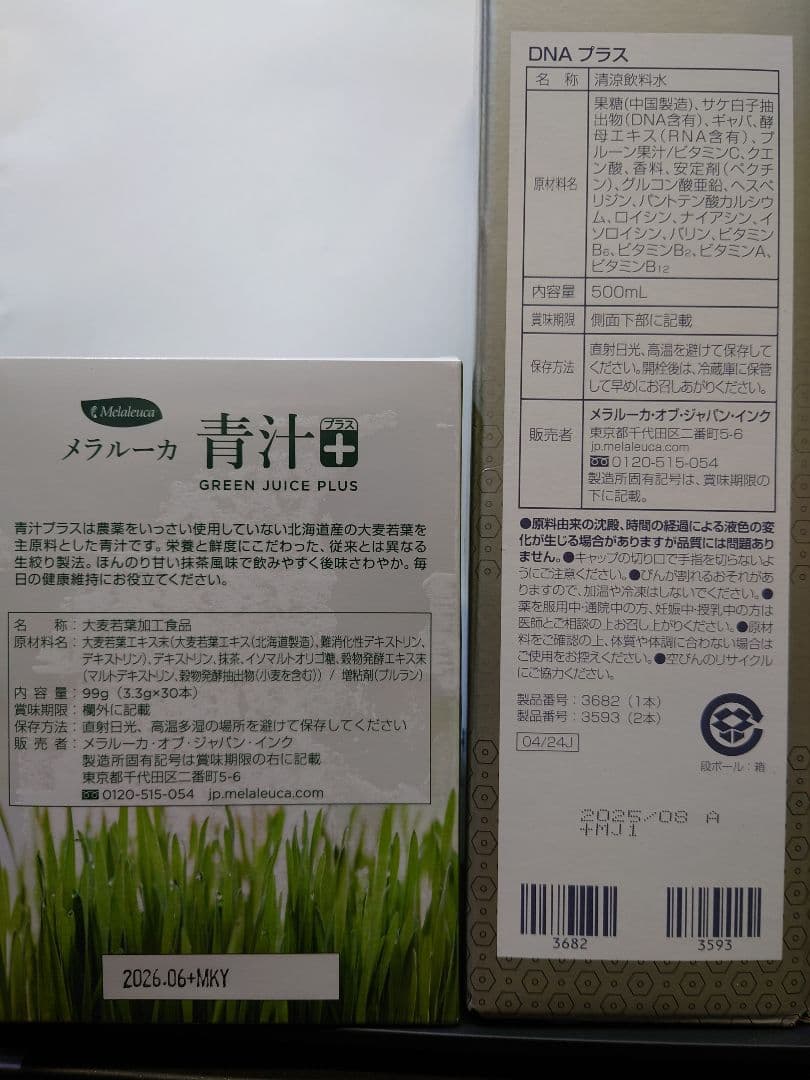 Melaleuca
メラルーカ 青汁 プラス +
GREEN JUICE PLUS
青汁プラスは農薬をいっさい使用していない北海道産の大麦若葉を
主原料とした青汁です。栄養と鮮度にこだわった、従来とは異なる
生絞り製法。ほんのり甘い抹茶風味で飲みやすく後味さわやか。毎
日の健康維持にお役立てください。
名称:大麦若葉加工食品
原材料名:大麦若葉エキス末(大麦若葉エキス(北海道製造)、難消化性デキストリン、
デキストリン)、デキストリン、抹茶、イソマルトオリゴ糖、穀物発酵エキス末
(マルトデキストリン、穀物発酵抽出物(小麦を含む)) / 増粘剤(プルラン)
内容量:99g(3.3g×30本)
賞味期限:欄外に記載
保存方法:直射日光、高温多湿の場所を避けて保存してください
販売者:メラルーカ・オブ・ジャパン・インク
製造所固有記号は賞味期限の右に記載
東京都千代田区二番町5-6
0120-515-054 jp.melaleuca.com
2026.06+MKY
DNA プラス
名称 清涼飲料水
原材料名 果糖(中国製造)、サケ白子抽
出物(DNA含有)、ギャバ、酵
母エキス(RNA含有)、プ
ルーン果汁/ビタミンC、クエ
ン酸、香料、安定剤(ペクチ
ン)、グルコン酸亜鉛、ヘスペ
リジン、パントテン酸カルシウ
ム、ロイシン、ナイアシン、イ
ソロイシン、バリン、ビタミン
B6、ビタミンB2、ビタミンA、
ビタミンB12
内容量 500mL
賞味期限 側面下部に記載
保存方法 直射日光、高温を避けて保存して
ください。開栓後は、冷蔵庫に保管
して早めにお召しあがりください。
販売者 メラルーカ・オブ・ジャパン・インク
東京都千代田区二番町5-6
jp.melaleuca.com
0120-515-054
製造所固有記号は、賞味期限の
下に記載。
●原料由来の沈殿、時間の経過による液色の変
化が生じる場合がありますが品質には問題あり
ません。●キャップの切り口で手指を切らないよ
うにご注意ください。●びんが割れるおそれがあ
りますので、加温や冷凍はしないでください。●
薬を服用中・通院中の方、妊娠中・授乳中の方は
医師とご相談の上お召し上がりください。●原材
料をご確認の上、体質や体調に合わない場合は
ご使用をお控えください。●空びんのリサイクル
にご協力ください。
製品番号:3682(1本)
製品番号:3593(2本)
04/24J
段ボール:箱
2025/08 A
+MJ1
3682
3593